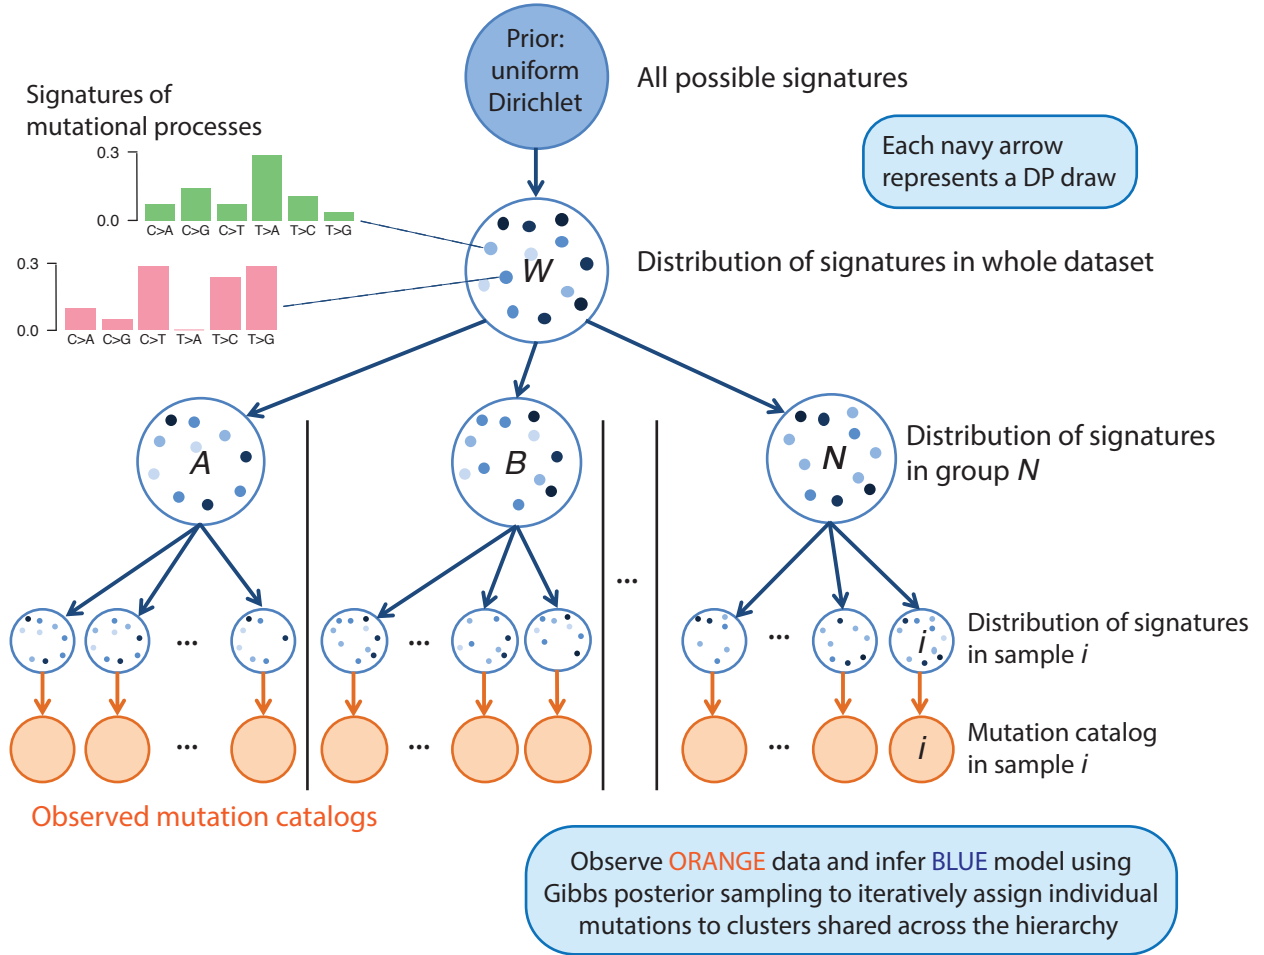 Prior:
uniform
Dirichlet
All possible signatures
Signatures of
mutational processes
Each navy arrow
represents a DP draw
0.3
0.0
C>A C>G C>T T>A T>C T>G
W
Distribution of signatures in whole dataset
0.3
0.0
C>A C>G C>T T>A T>C T>G
A
B
N
Distribution of signatures
in group N
...
... ... ...
i
Distribution of signatures
in sample i
... ... ...
i
Mutation catalog
in sample i
Observed mutation catalogs
Observe ORANGE data and infer BLUE model using
Gibbs posterior sampling to iteratively assign individual
mutations to clusters shared across the hierarchy